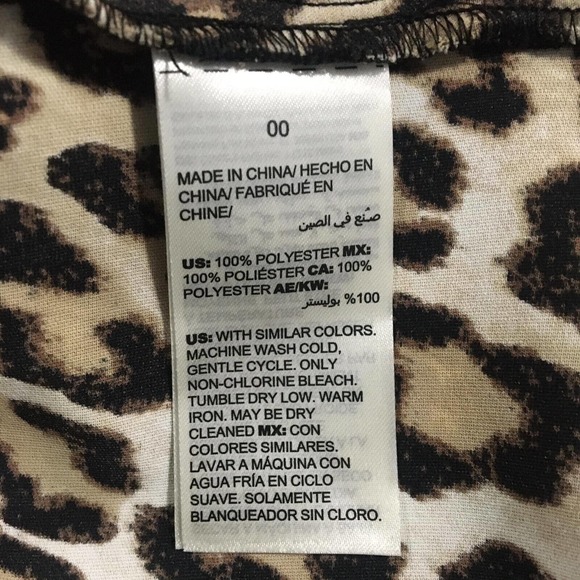 00
MADE IN CHINA/ HECHO EN
CHINA/ FABRIQUÉ EN
CHINE/
صنع في الصين
US: 100% POLYESTER MX:
100% POLIÉSTER CA: 100%
POLYESTER AE/KW:
100% بوليستر
US: WITH SIMILAR COLORS.
MACHINE WASH COLD,
GENTLE CYCLE. ONLY
NON-CHLORINE BLEACH.
TUMBLE DRY LOW. WARM
IRON. MAY BE DRY
CLEANED MX: CON
COLORES SIMILARES.
LAVAR A MÁQUINA CON
AGUA FRÍA EN CICLO
SUAVE. SOLAMENTE
BLANQUEADOR SIN CLORO.